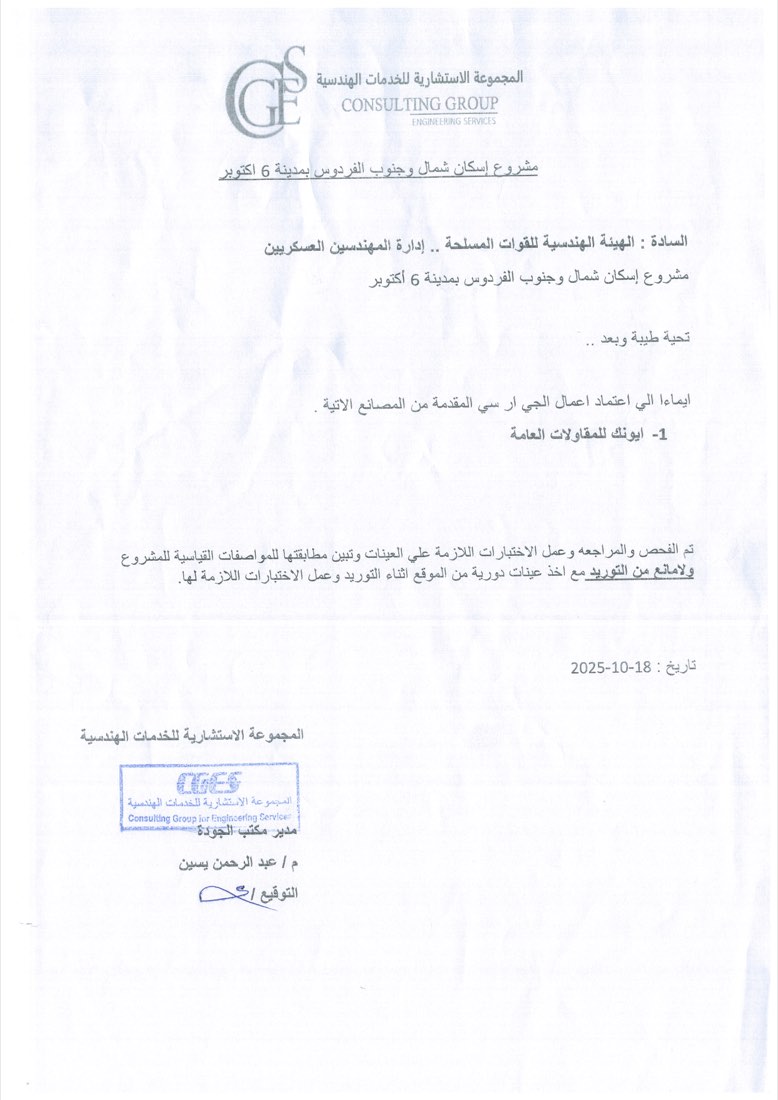 CGES
المجموعة الاستشارية للخدمات الهندسية
CONSULTING GROUP
ENGINEERING SERVICES
مشروع إسكان شمال وجنوب الفردوس بمدينة 6 اكتوبر
السادة : الهيئة الهندسية للقوات المسلحة .. إدارة المهندسين العسكريين
مشروع إسكان شمال وجنوب الفردوس بمدينة 6 أكتوبر
تحية طيبة وبعد ..
ايماءا الي اعتماد اعمال الجي ار سي المقدمة من المصانع الاتية .
1- ايونك للمقاولات العامة
تم الفحص والمراجعه وعمل الاختبارات اللازمة علي العينات وتبين مطابقتها للمواصفات القياسية للمشروع
ولامانع من التوريد مع اخذ عينات دورية من الموقع اثناء التوريد وعمل الاختبارات اللازمة لها.
تاريخ : 18-10-2025
المجموعة الاستشارية للخدمات الهندسية
CGES
المجموعة الاستشارية للخدمات الهندسية
Consulting Group for Engineering Services
مدير مكتب الجودة
م / عبد الرحمن يسين
التوقيع /